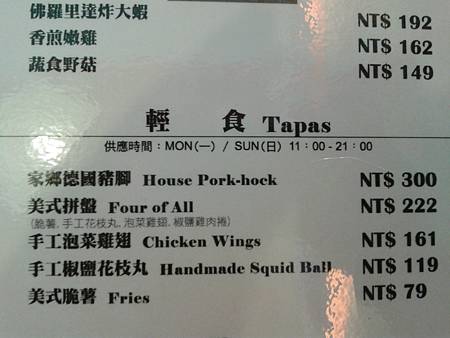 佛羅里達炸大蝦 NT$ 192
香煎嫩雞 NT$ 162
蔬食野菇 NT$ 149
輕食 Tapas
供應時間：MON(一) / SUN(日) 11：00-21：00
家鄉德國豬腳 House Pork-hock NT$ 300
美式拼盤 Four of All NT$ 222
(脆薯, 手工花枝丸, 泡菜雞翅, 椒鹽雞肉捲)
手工泡菜雞翅 Chicken Wings NT$ 161
手工椒鹽花枝丸 Handmade Squid Ball NT$ 119
美式脆薯 Fries NT$ 79